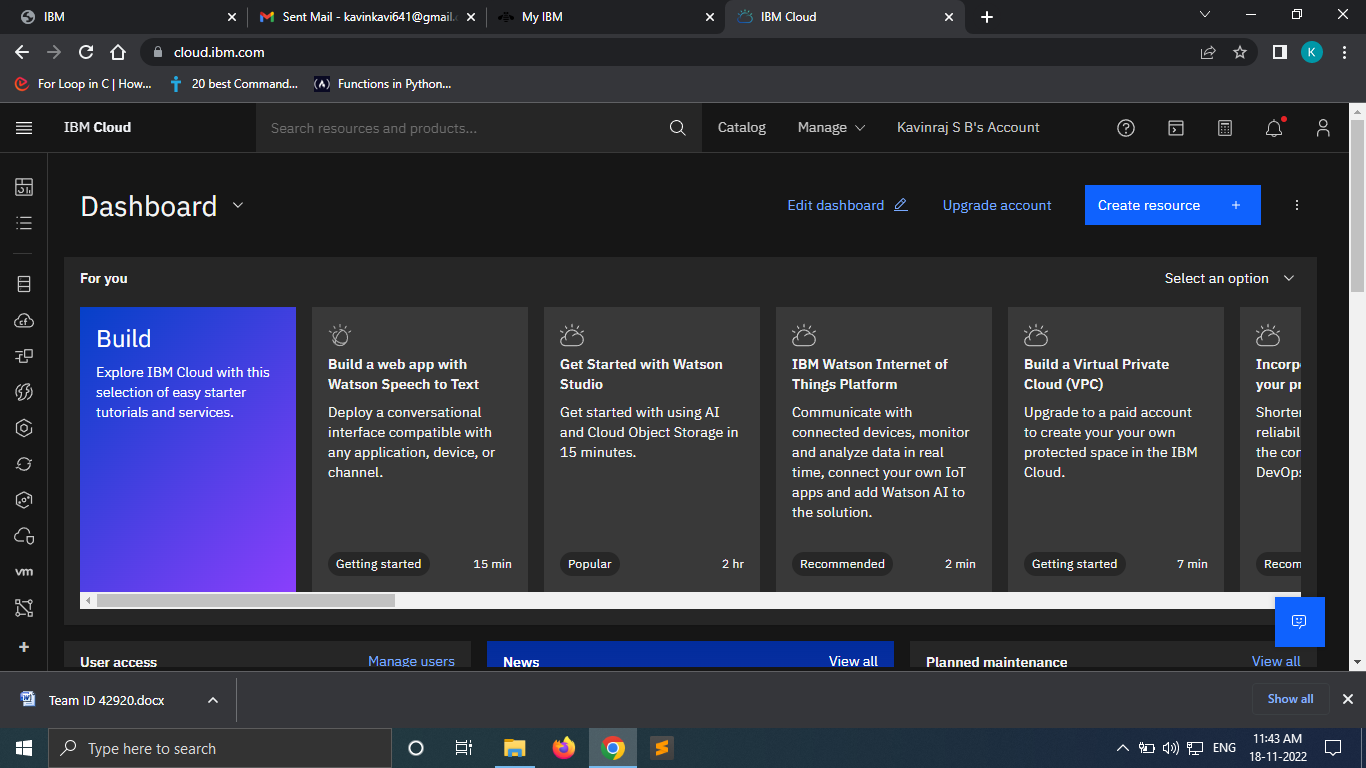 IBM
Sent Mail - kavinkavi641@gmail.
My IBM
IBM Cloud
cloud.ibm.com
K
For Loop in C | How...
20 best Command...
Functions in Python...
IBM Cloud
Search resources and products...
Catalog
Manage
Kavinraj S B's Account
Dashboard
Edit dashboard
Upgrade account
Create resource +
For you
Select an option
Build
Explore IBM Cloud with this
selection of easy starter
tutorials and services.
Build a web app with
Watson Speech to Text
Deploy a conversational
interface compatible with
any application, device, or
channel.
Getting started
15 min
Get Started with Watson
Studio
Get started with using AI
and Cloud Object Storage in
15 minutes.
Popular
2 hr
IBM Watson Internet of
Things Platform
Communicate with
connected devices, monitor
and analyze data in real
time, connect your own IoT
apps and add Watson AI to
the solution.
Recommended
2 min
Build a Virtual Private
Cloud (VPC)
Upgrade to a paid account
to create your your own
protected space in the IBM
Cloud.
Getting started
7 min
Incorp
your pr
Shorter
reliabil
the cor
DevOps
Recom
cf
vm
User access
Manage users
News
View all
Planned maintenance
View all
Team ID 42920.docx
Show all
Type here to search
ENG
11:43 AM
18-11-2022